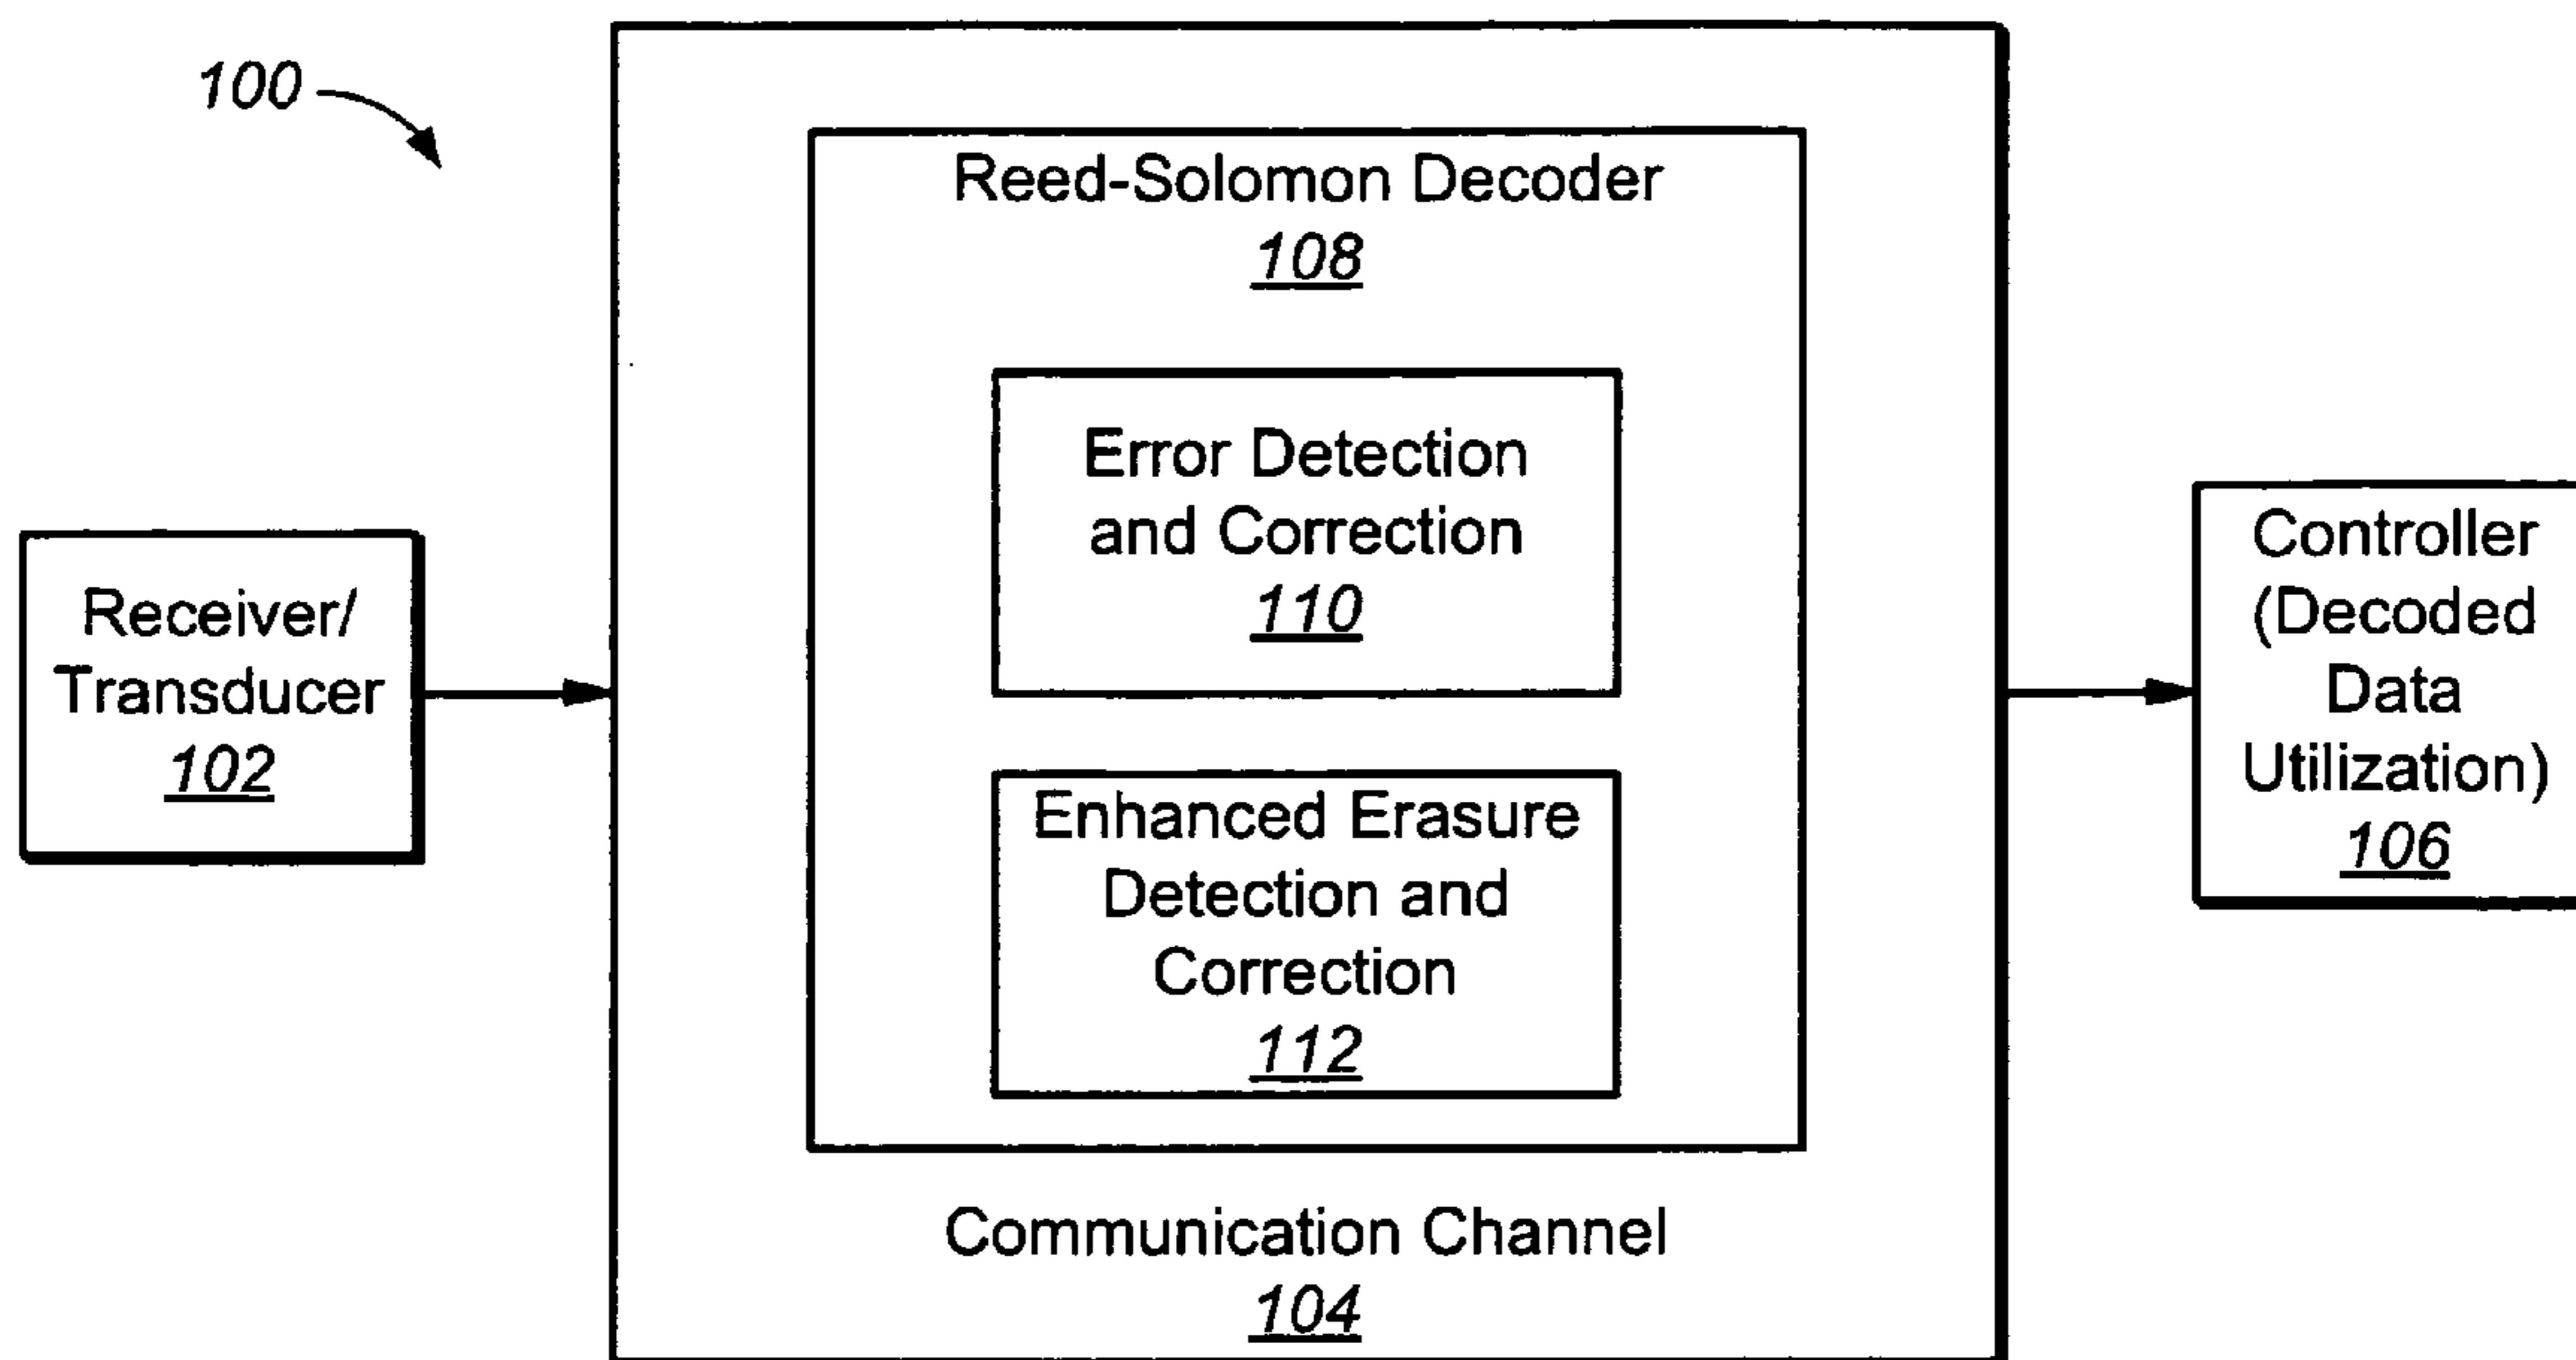 100
Reed-Solomon Decoder
108
Error Detection
and Correction
110
Receiver/
Transducer
102
Enhanced Erasure
Detection and
Correction
112
Communication Channel
104
Controller
(Decoded
Data
Utilization)
106